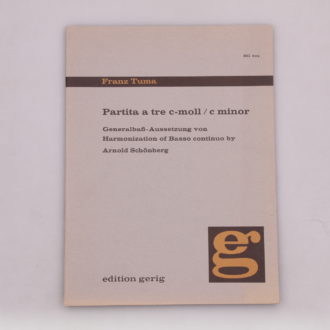 Franz Tuma
Partita a tre c-moll / c minor
Generalbaß-Aussetzung von
Harmonization of Basso continuo by
Arnold Schönberg
eg
edition gerig